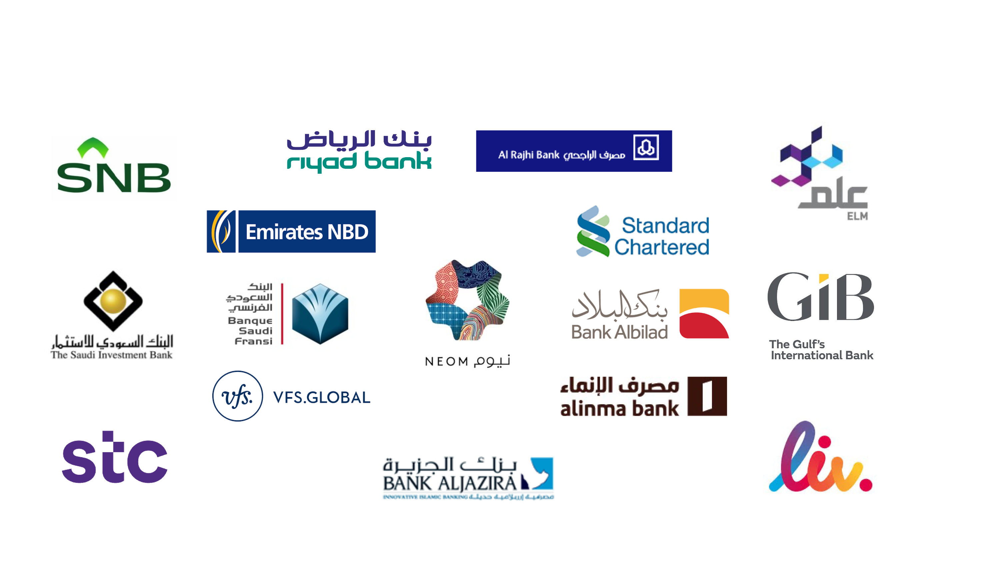 SNB
بنك الرياض
riyad bank
Al Rajhi Bank مصرف الراجحي
علم
ELM
Emirates NBD
Standard
Chartered
البنك السعودي للاستثمار
The Saudi Investment Bank
البنك
السعودي
الفرنسي
Banque
Saudi
Fransi
NEOM نيوم
بنك البلاد
Bank Albilad
GiB
The Gulf's
International Bank
vfs. VFS.GLOBAL
مصرف الإنماء
alinma bank
stc
بنك الجزيرة
BANK ALJAZIRA
INNOVATIVE ISLAMIC BANKING مصرفية إسلامية حديثة
liv.